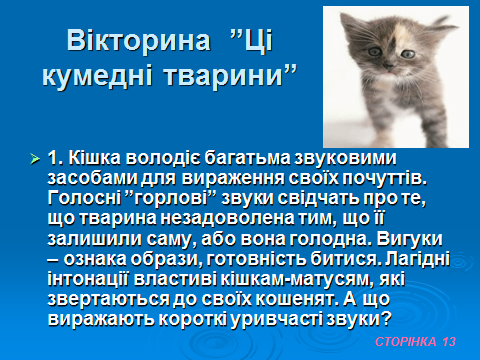 Вікторина ”Ці
кумедні тварини”
1. Кішка володіє багатьма звуковими
засобами для вираження своїх почуттів.
Голосні ”горлові” звуки свідчать про те,
що тварина незадоволена тим, що її
залишили саму, або вона голодна. Вигуки
– ознака образи, готовність битися. Лагідні
інтонації властиві кішкам-матусям, які
звертаються до своїх кошенят. А що
виражають короткі уривчасті звуки?
СТОРІНКА 13